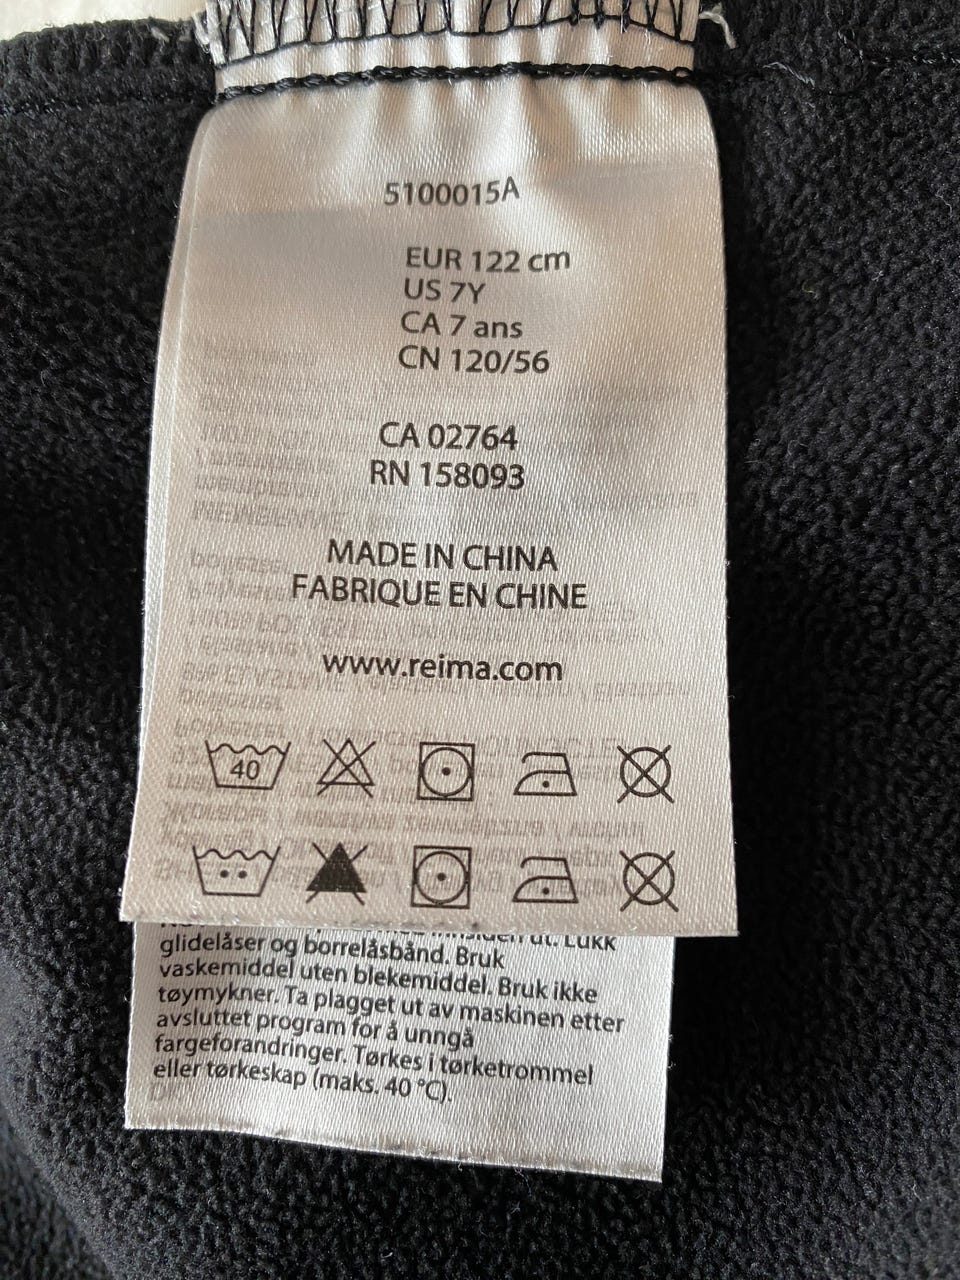 5100015A
EUR 122 cm
US 7Y
CA 7 ans
CN 120/56
CA 02764
RN 158093
MADE IN CHINA
FABRIQUE EN CHINE
www.reima.com
40
ut. Lukk
glidelåser og borrelåsbånd. Bruk
vaskemiddel uten blekemiddel. Bruk ikke
tøymykner. Ta plagget ut av maskinen etter
avsluttet program for å unngå
fargeforandringer. Tørkes i tørketrommel
eller tørkeskap (maks. 40 °C).